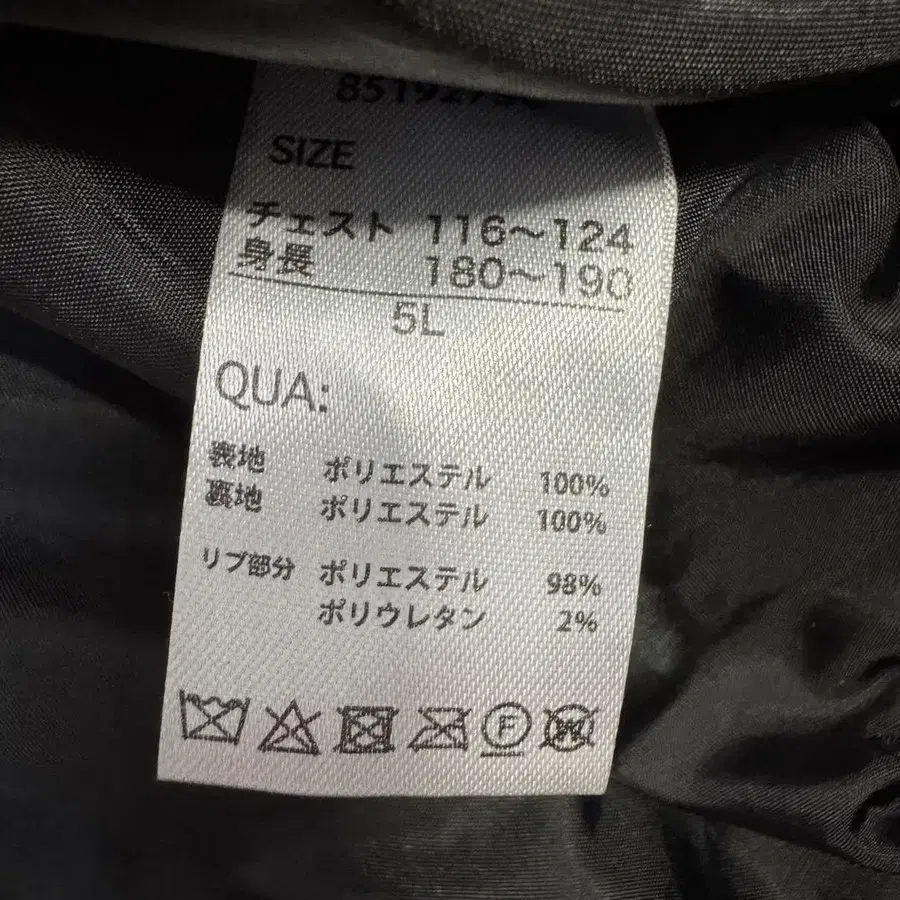 SIZE
チェスト 116～124
身長 180～190
5L
QUA:
表地 ポリエステル 100%
裏地 ポリエステル 100%
リブ部分 ポリエステル 98%
ポリウレタン 2%
F
W